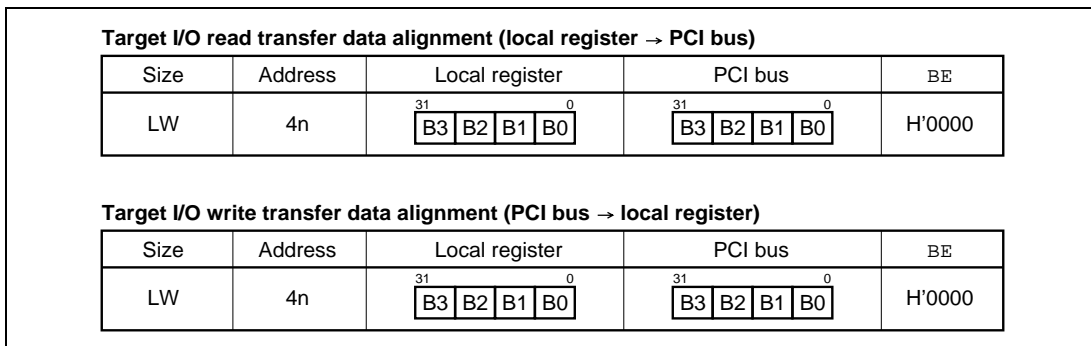 Target I/O read transfer data alignment (local register → PCI bus)
Size Address Local register PCI bus BE
31 0 31 0
LW 4n B3 B2 B1 B0 B3 B2 B1 B0 H'0000
Target I/O write transfer data alignment (PCI bus → local register)
Size Address Local register PCI bus BE
31 0 31 0
LW 4n B3 B2 B1 B0 B3 B2 B1 B0 H'0000